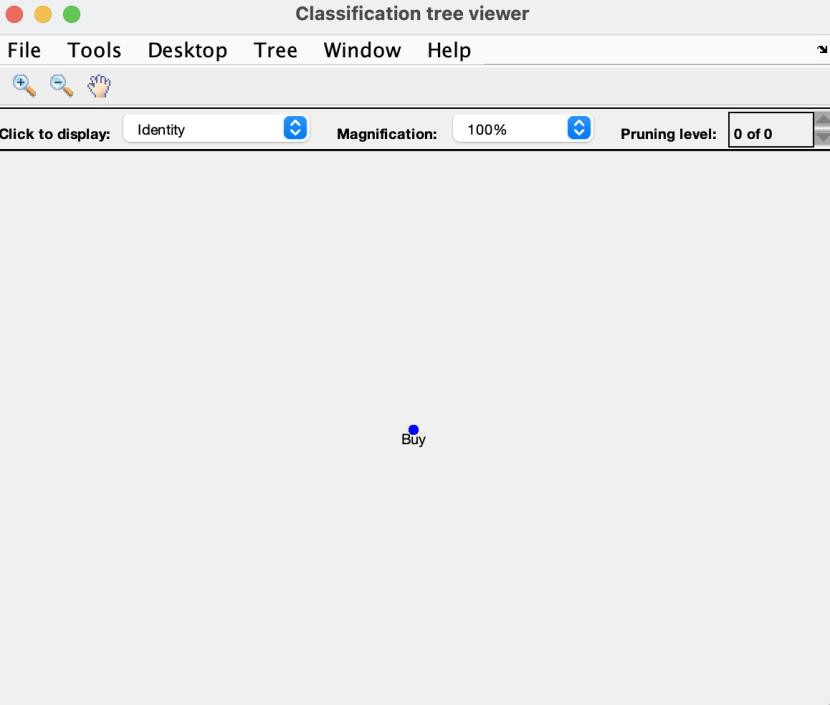 Classification tree viewer
File Tools Desktop Tree Window Help
Click to display: Identity Magnification: 100% Pruning level: 0 of 0
Buy